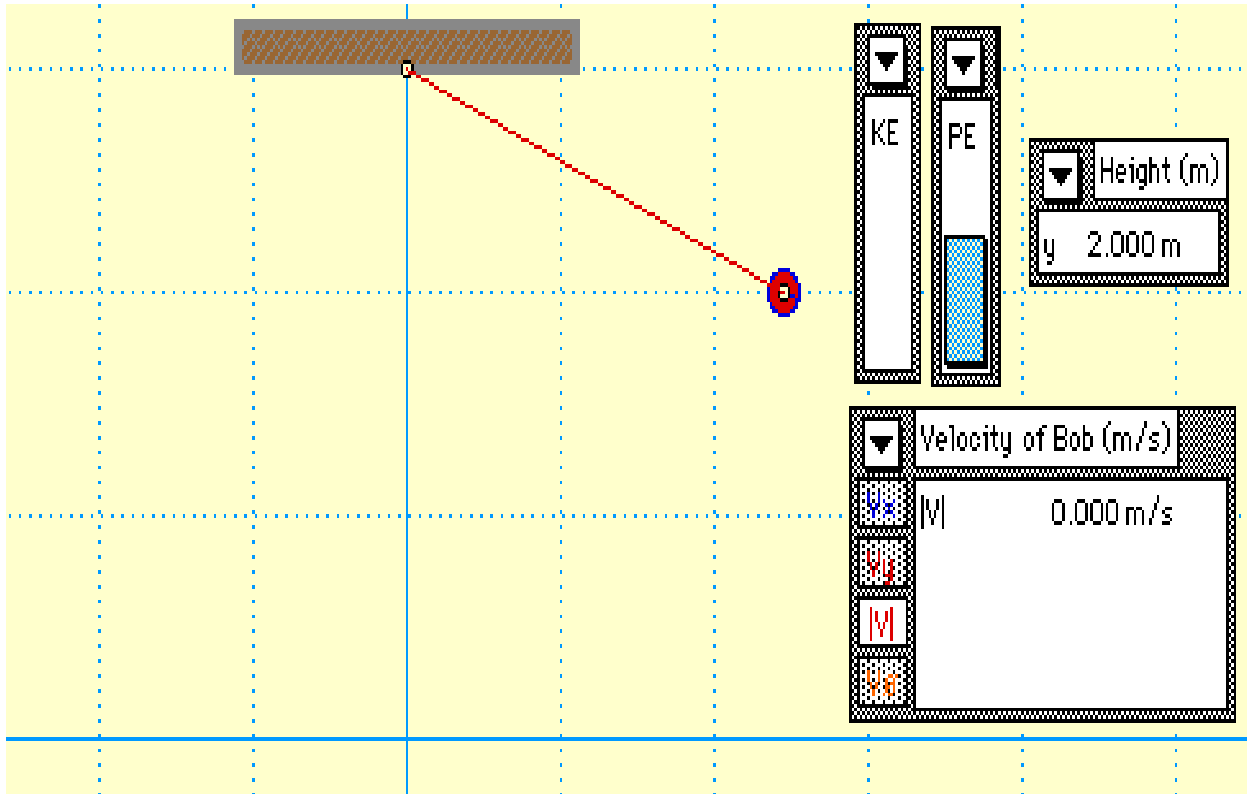 KE
PE
Height (m)
y 2.000 m
Velocity of Bob (m/s)
Vx
|V| 0.000 m/s
Vy
|V|
Vθ